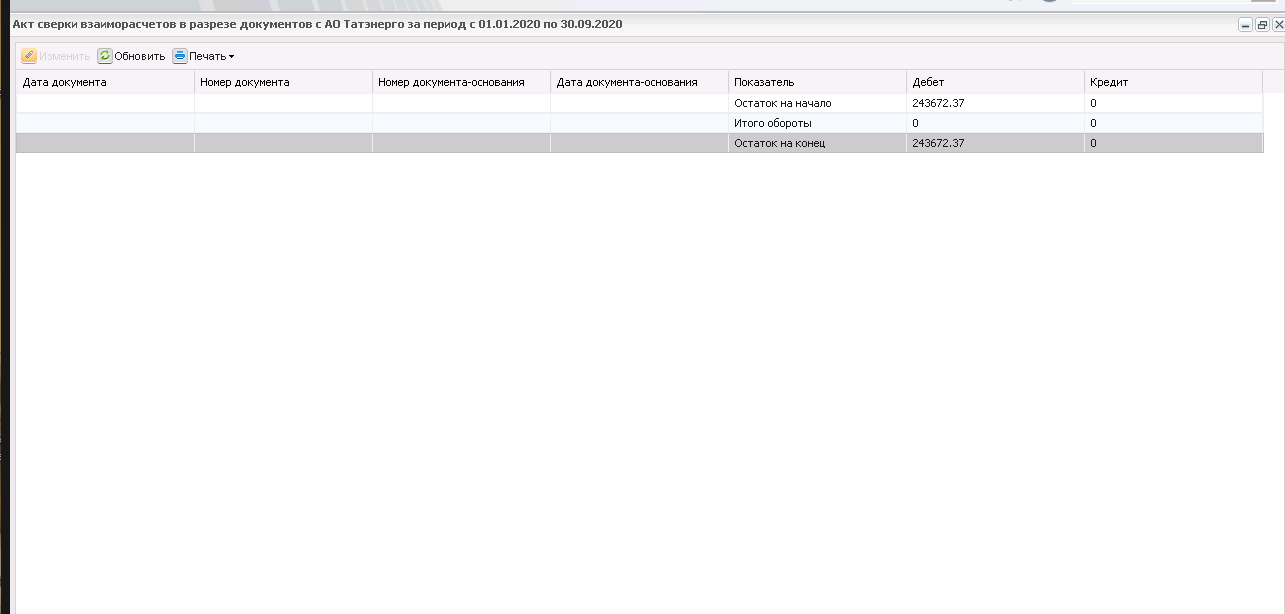 Акт сверки взаиморасчетов в разрезе документов с АО Татэнерго за период с 01.01.2020 по 30.09.2020
Изменить Обновить Печать
Дата документа Номер документа Номер документа-основания Дата документа-основания Показатель Дебет Кредит
Остаток на начало 243672.37 0
Итого обороты 0 0
Остаток на конец 243672.37 0